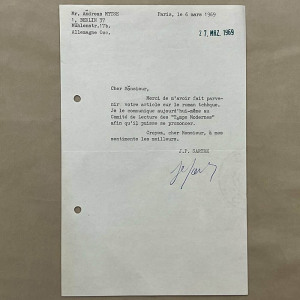 Mr. Andreas MYTZE
Paris, le 6 mars 1969
1, BERLIN 37
27. MRZ. 1969
Allemagne Occ.
Cher Monsieur,
Merci de m'avoir fait parve-
nir votre article sur le roman tchèque.
Je le communique aujourd'hui-même au
Comité de Lecture des "Temps Modernes"
afin qu'il puisse se prononcer.
Croyez, cher Monsieur, à mes
sentiments les meilleurs.
J.P. SARTRE